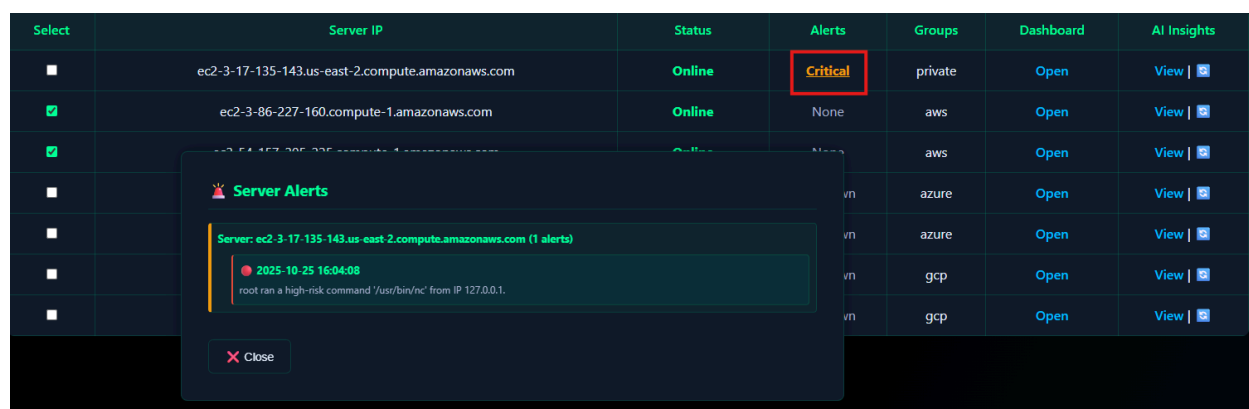 Select Server IP Status Alerts Groups Dashboard AI Insights
ec2-3-17-135-143.us-east-2.compute.amazonaws.com Online Critical private Open View |
ec2-3-86-227-160.compute-1.amazonaws.com Online None aws Open View |
aws Open View |
azure Open View |
azure Open View |
gcp Open View |
gcp Open View |
Server Alerts
Server: ec2-3-17-135-143.us-east-2.compute.amazonaws.com (1 alerts)
2025-10-25 16:04:08
root ran a high-risk command '/usr/bin/nc' from IP 127.0.0.1.
Close